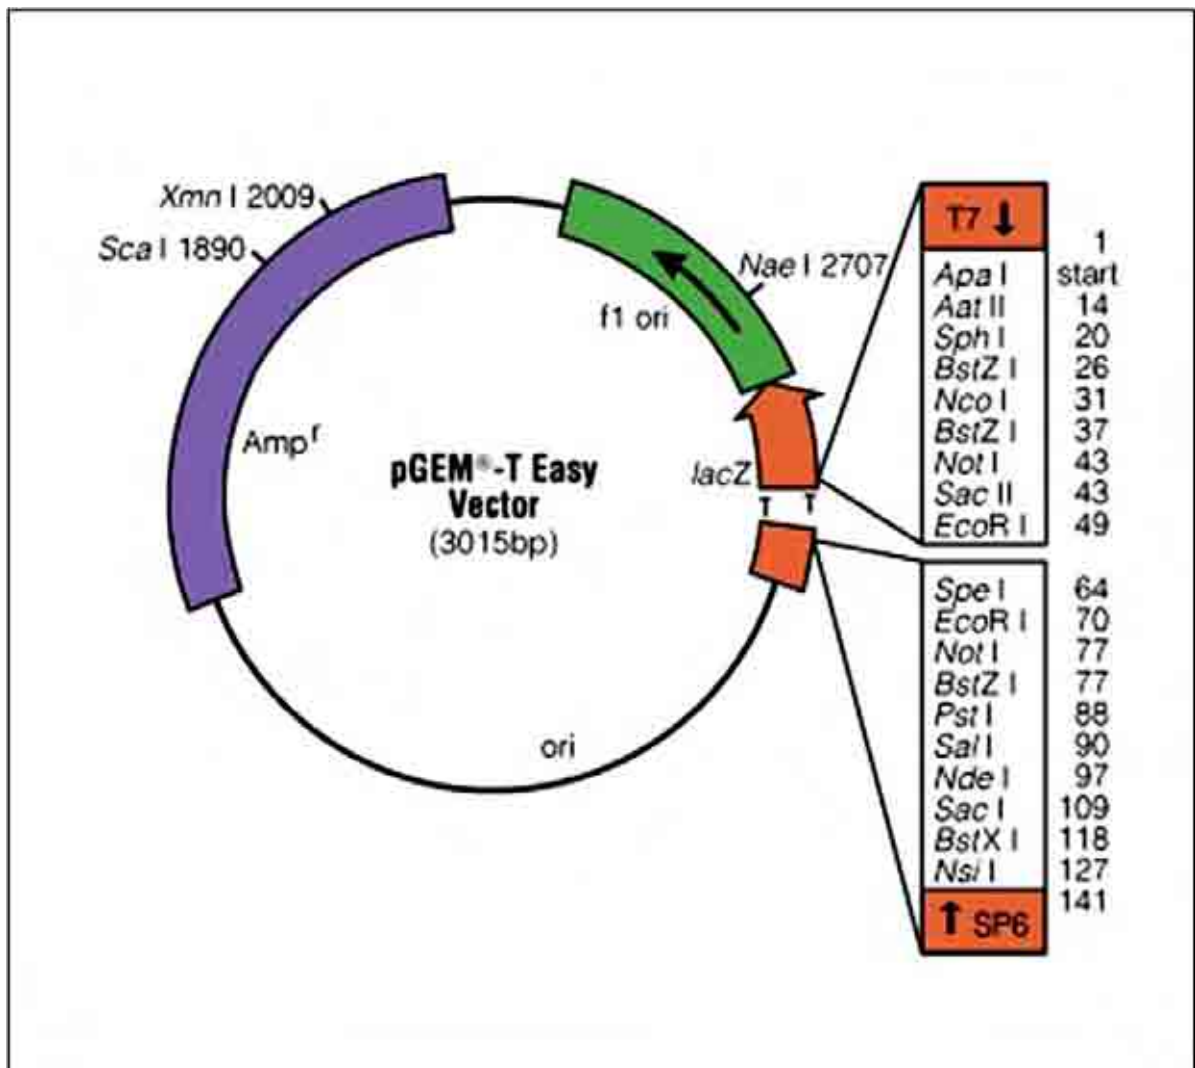 Xmn I 2009
Sca I 1890
Nae I 2707
f1 ori
Amp r
pGEM®-T Easy
Vector
(3015bp)
lacZ
T T
ori
T7 ↓
1
Apa I start
Aat II 14
Sph I 20
BstZ I 26
Nco I 31
BstZ I 37
Not I 43
Sac II 43
EcoR I 49
Spe I 64
EcoR I 70
Not I 77
BstZ I 77
Pst I 88
Sal I 90
Nde I 97
Sac I 109
BstX I 118
Nsi I 127
141
↑ SP6